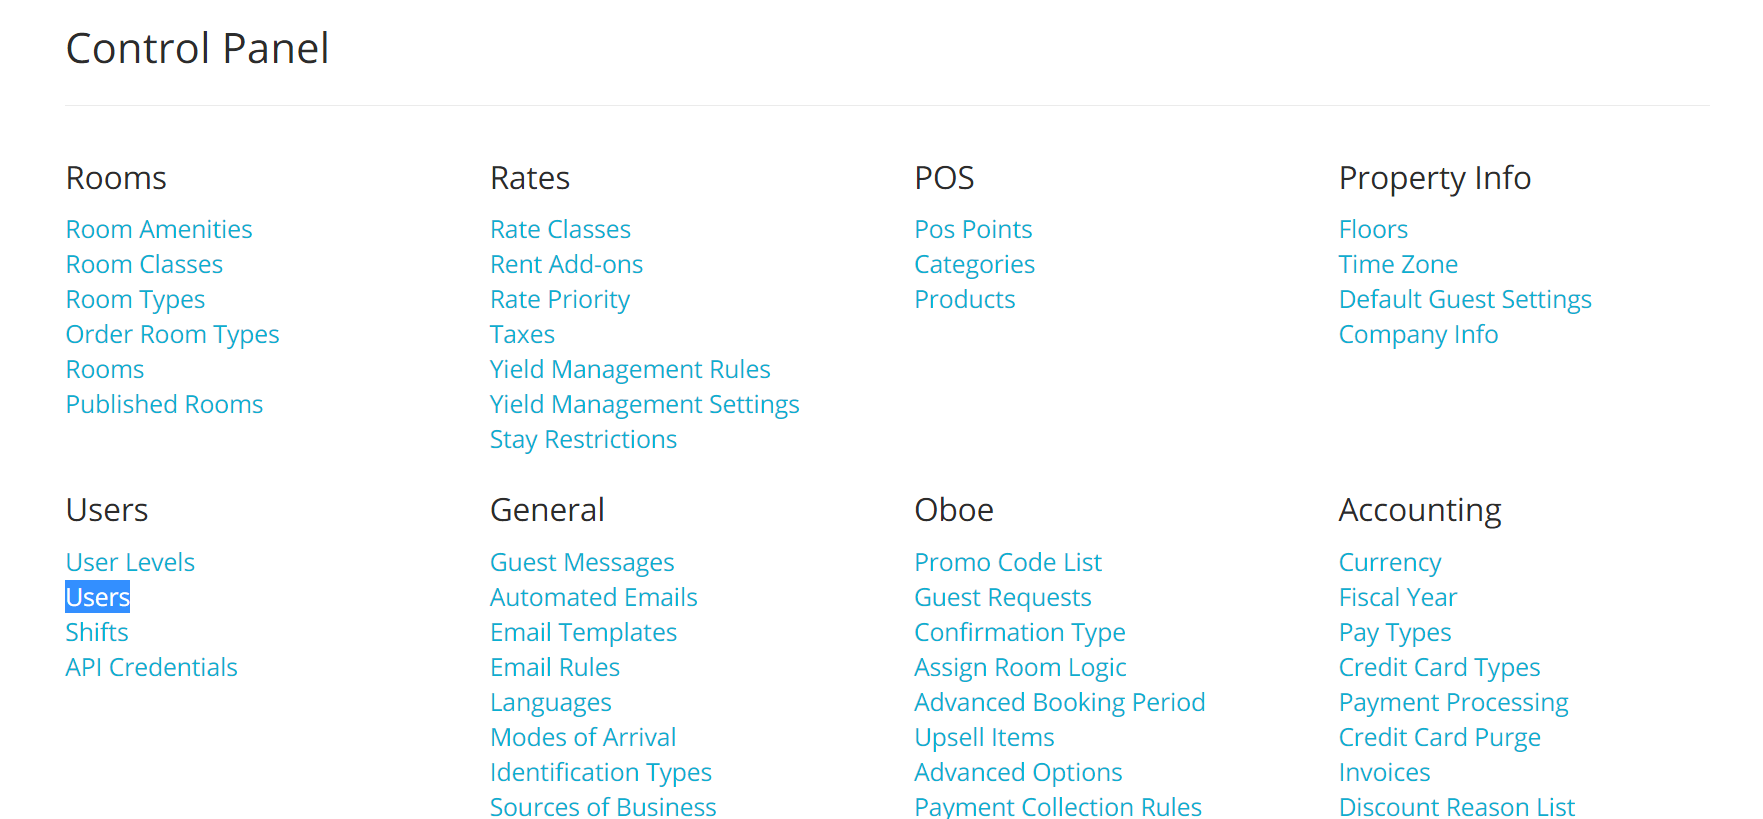 Control Panel
Rooms
Room Amenities
Room Classes
Room Types
Order Room Types
Rooms
Published Rooms
Rates
Rate Classes
Rent Add-ons
Rate Priority
Taxes
Yield Management Rules
Yield Management Settings
Stay Restrictions
POS
Pos Points
Categories
Products
Property Info
Floors
Time Zone
Default Guest Settings
Company Info
Users
User Levels
Users
Shifts
API Credentials
General
Guest Messages
Automated Emails
Email Templates
Email Rules
Languages
Modes of Arrival
Identification Types
Sources of Business
Oboe
Promo Code List
Guest Requests
Confirmation Type
Assign Room Logic
Advanced Booking Period
Upsell Items
Advanced Options
Payment Collection Rules
Accounting
Currency
Fiscal Year
Pay Types
Credit Card Types
Payment Processing
Credit Card Purge
Invoices
Discount Reason List